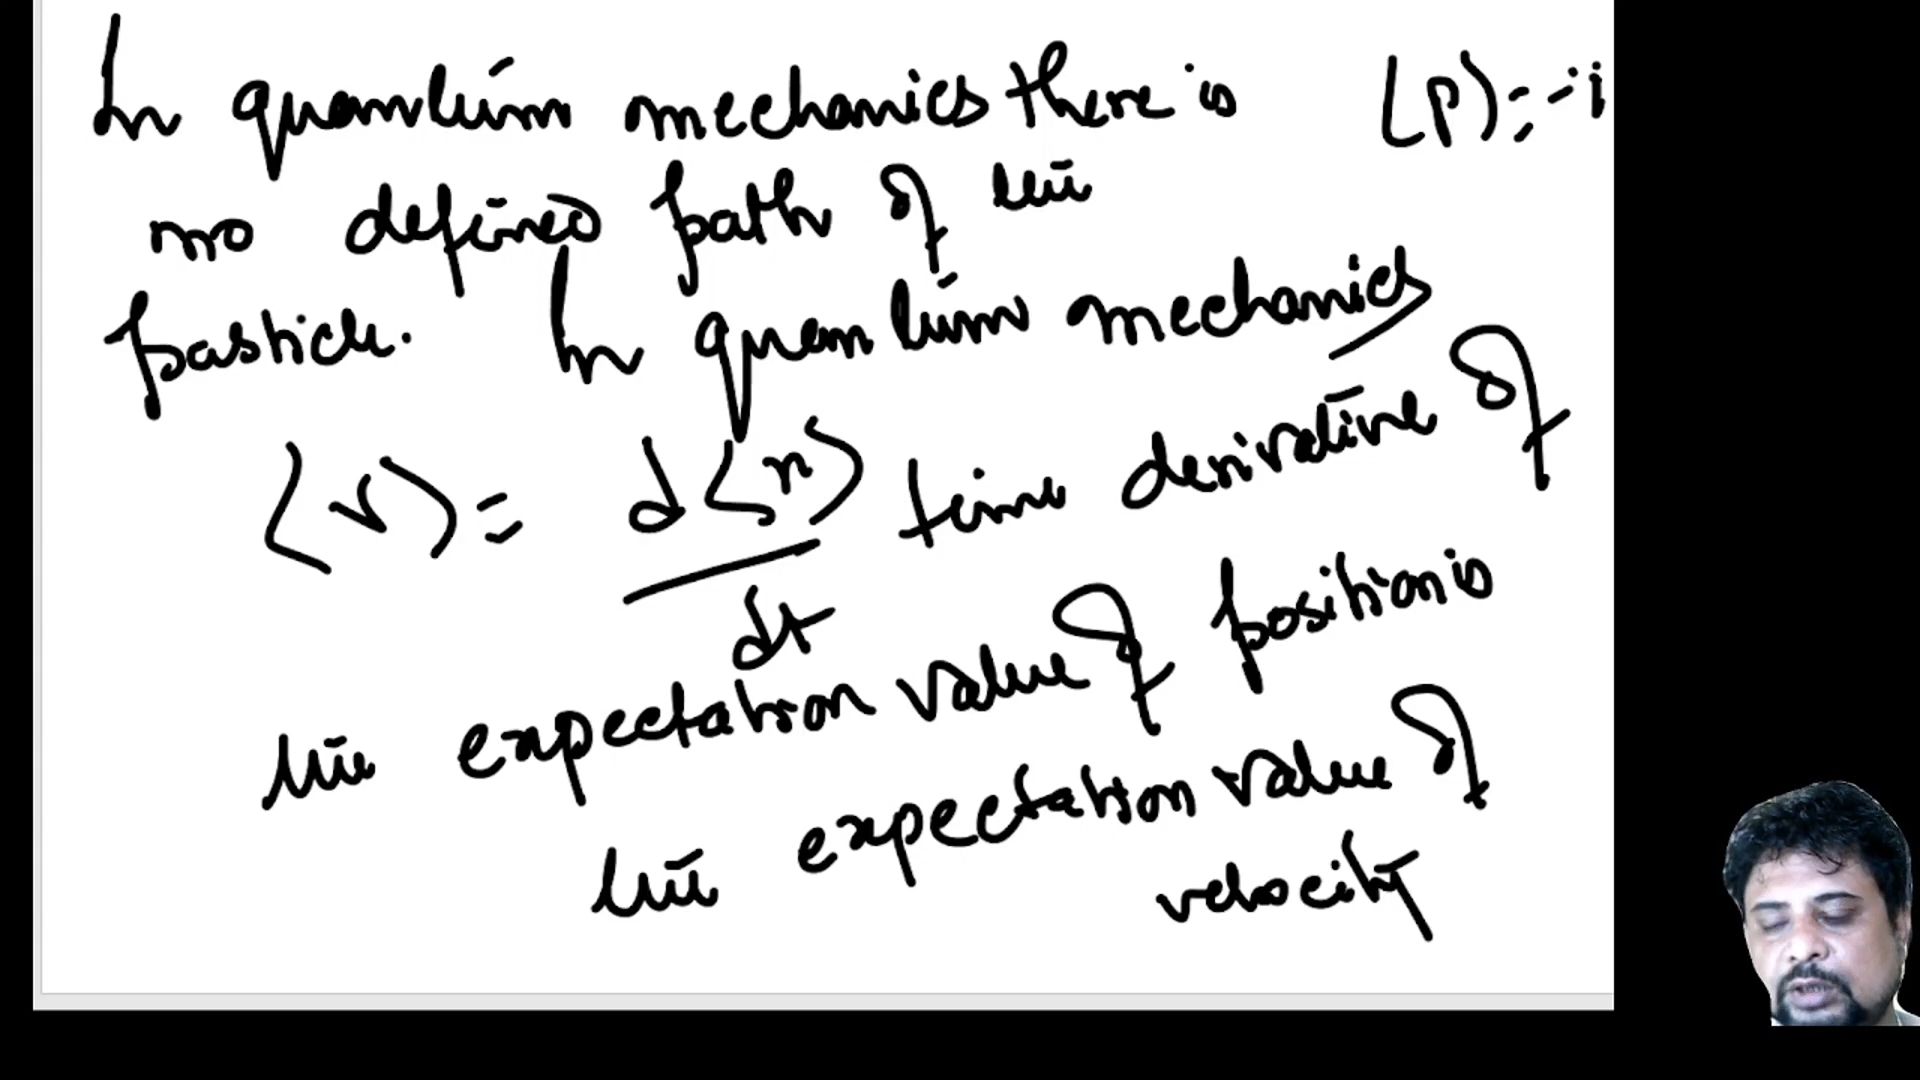 In quantum mechanics there is
no defined path of the
particle. In quantum mechanics
⟨v⟩ = d⟨x⟩/dt time derivative of
the expectation value of position is
the expectation value of
velocity
⟨p⟩ = -i